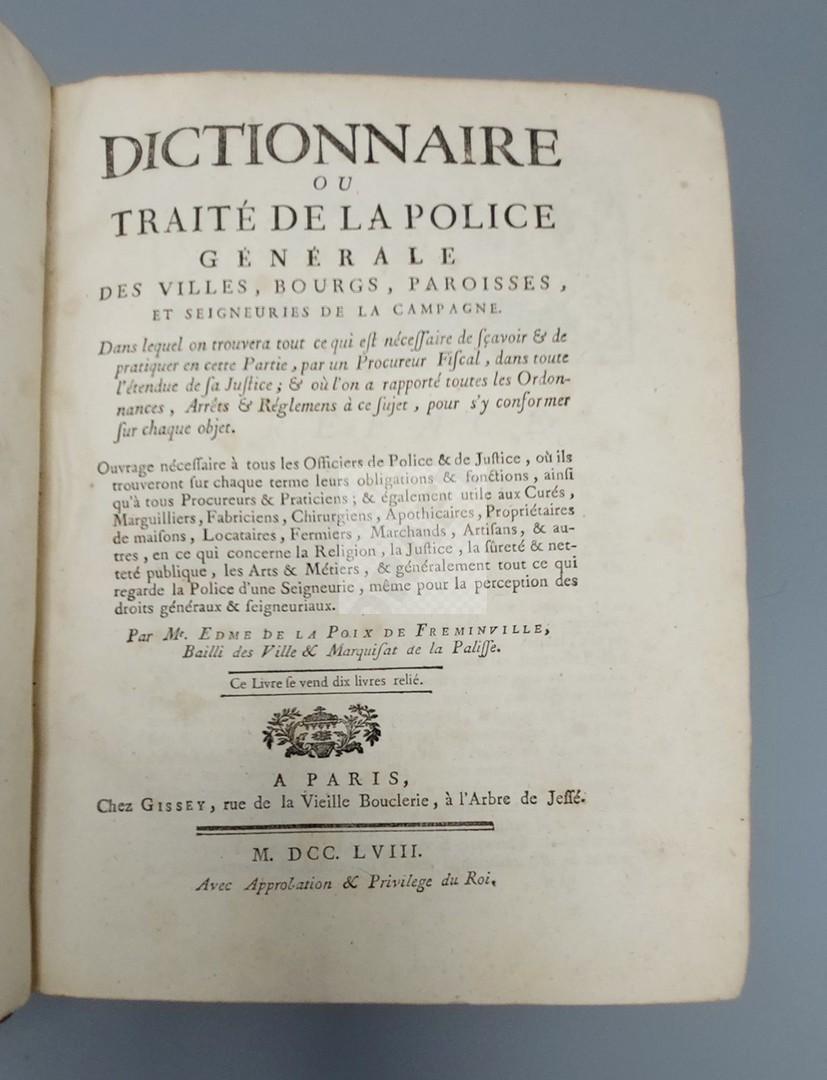 DICTIONNAIRE
OU
TRAITÉ DE LA POLICE
GÉNÉRALE
DES VILLES, BOURGS, PAROISSES,
ET SEIGNEURIES DE LA CAMPAGNE.
Dans lequel on trouvera tout ce qui eſt néceſſaire de ſçavoir & de
pratiquer en cette Partie, par un Procureur Fiſcal, dans toute
l'étendue de ſa Juſtice; & où l'on a rapporté toutes les Ordon-
nances, Arrêts & Réglemens à ce ſujet, pour s'y conformer
ſur chaque objet.
Ouvrage néceſſaire à tous les Officiers de Police & de Juſtice, où ils
trouveront ſur chaque terme leurs obligations & fonctions, ainſi
qu'à tous Procureurs & Praticiens; & également utile aux Curés,
Marguilliers, Fabriciens, Chirurgiens, Apothicaires, Propriétaires
de maiſons, Locataires, Fermiers, Marchands, Artiſans, & au-
tres, en ce qui concerne la Religion, la Juſtice, la ſûreté & net-
teté publique, les Arts & Métiers, & généralement tout ce qui
regarde la Police d'une Seigneurie, même pour la perception des
droits généraux & ſeigneuriaux.
Par Me. EDME DE LA POIX DE FREMINVILLE,
Bailli des Ville & Marquiſat de la Paliſſe.
Ce Livre ſe vend dix livres relié.
A PARIS,
Chez GISSEY, rue de la Vieille Bouclerie, à l'Arbre de Jeſſé.
M. DCC. LVIII.
Avec Approbation & Privilege du Roi.